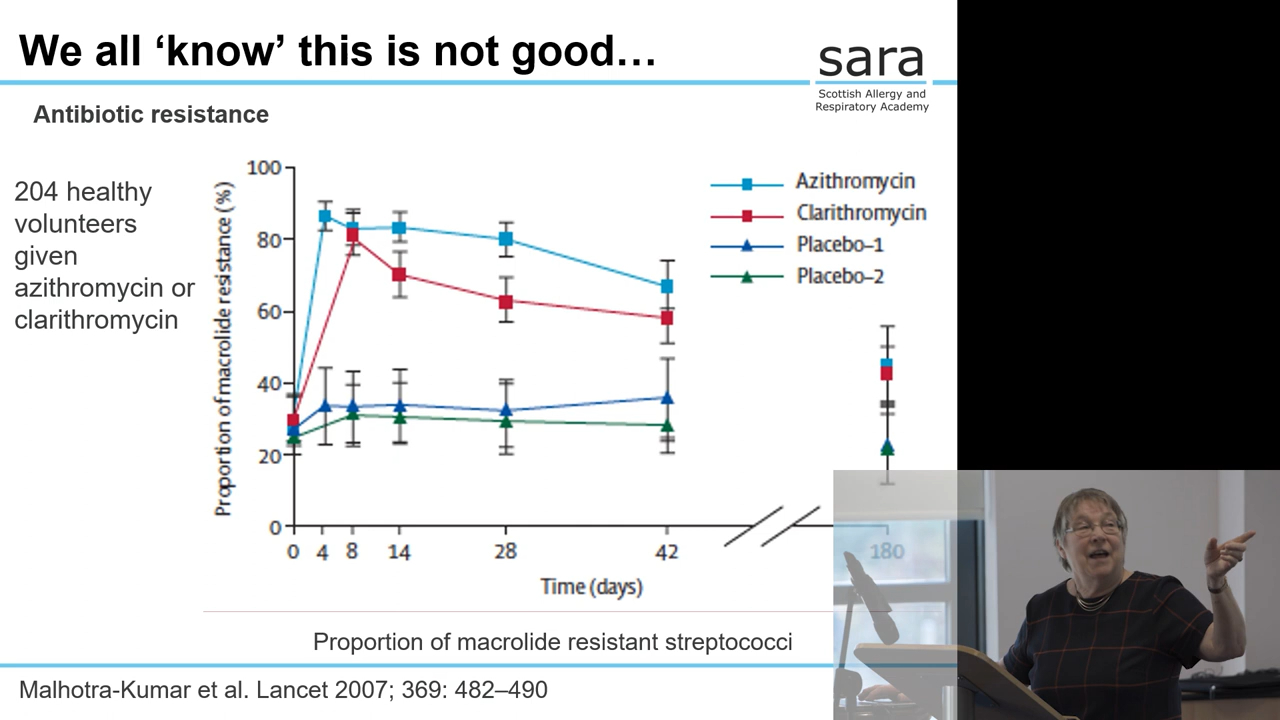 We all ‘know’ this is not good…
sara
Scottish Allergy and
Respiratory Academy
Antibiotic resistance
204 healthy
volunteers
given
azithromycin or
clarithromycin
Proportion of macrolide resistance (%)
100
80
60
40
20
0
0 4 8 14 28 42 180
Time (days)
Azithromycin
Clarithromycin
Placebo–1
Placebo–2
Proportion of macrolide resistant streptococci
Malhotra-Kumar et al. Lancet 2007; 369: 482–490